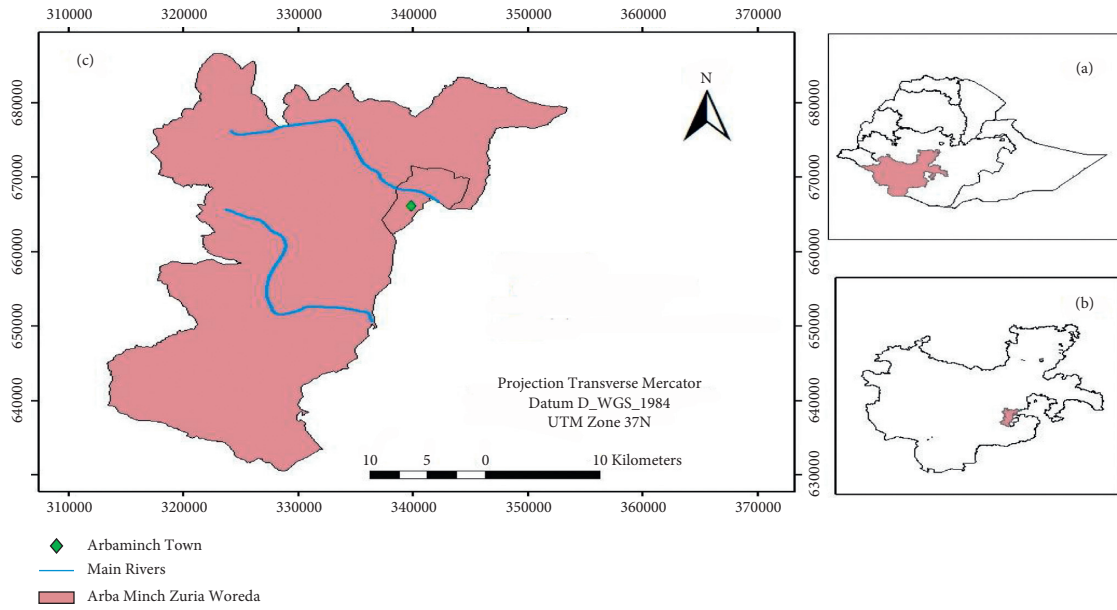 310000 320000 330000 340000 350000 360000 370000
(c)
N
680000
670000
660000
650000
640000
630000
680000
670000
660000
650000
640000
630000
Projection Transverse Mercator
Datum D_WGS_1984
UTM Zone 37N
10 5 0 10 Kilometers
310000 320000 330000 340000 350000 360000 370000
(a)
(b)
Arbaminch Town
Main Rivers
Arba Minch Zuria Woreda